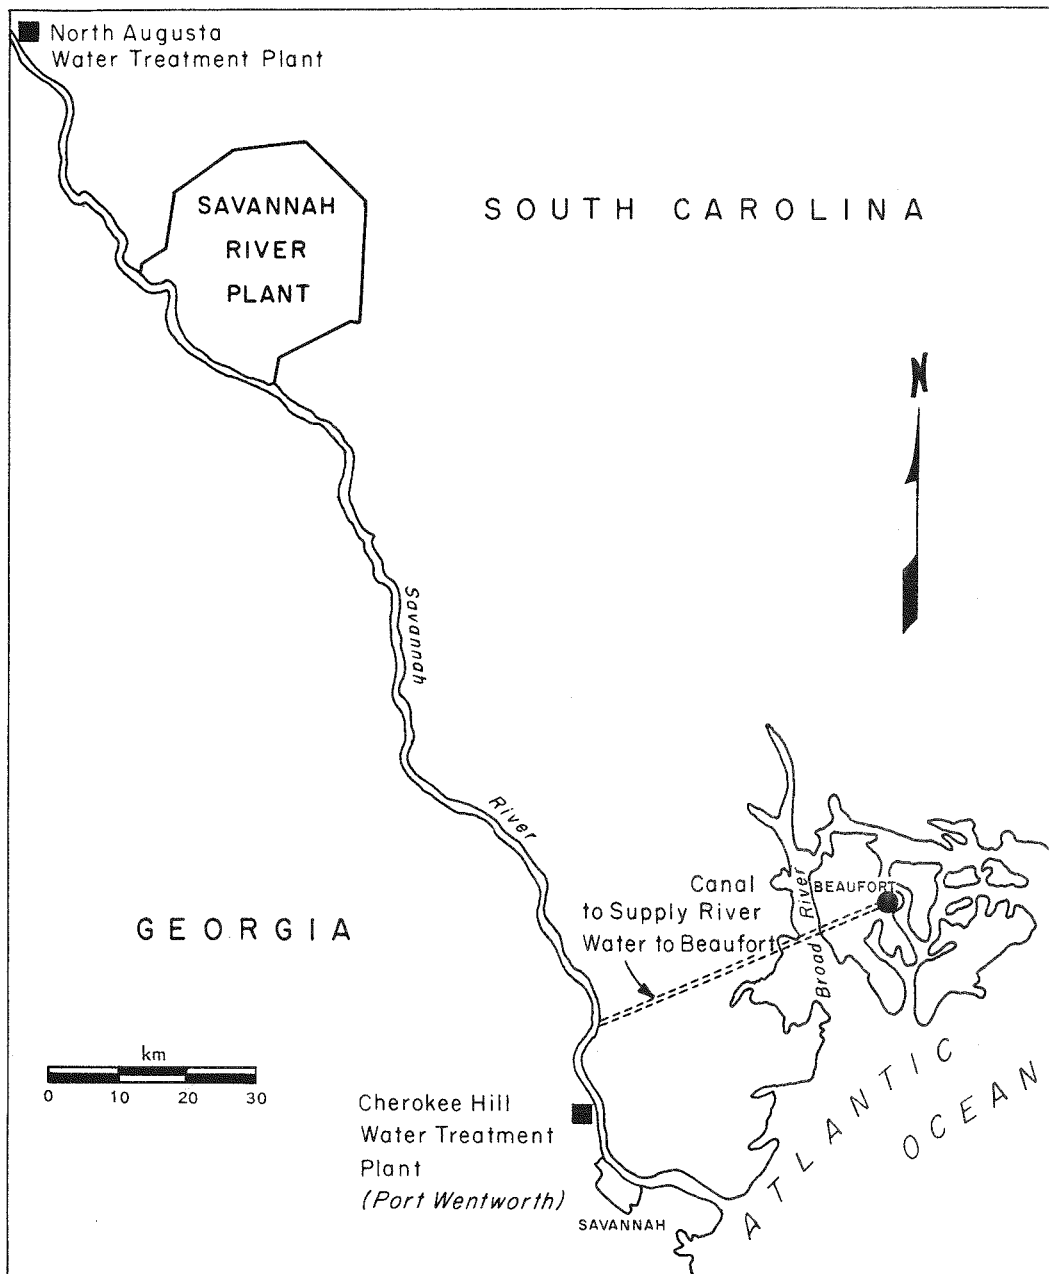 North Augusta
Water Treatment Plant
SAVANNAH
RIVER
PLANT
SOUTH CAROLINA
N
Savannah
River
Canal
to Supply River
Water to Beaufort
BEAUFORT
Broad River
GEORGIA
km
0 10 20 30
Cherokee Hill
Water Treatment
Plant
(Port Wentworth)
SAVANNAH
ATLANTIC
OCEAN